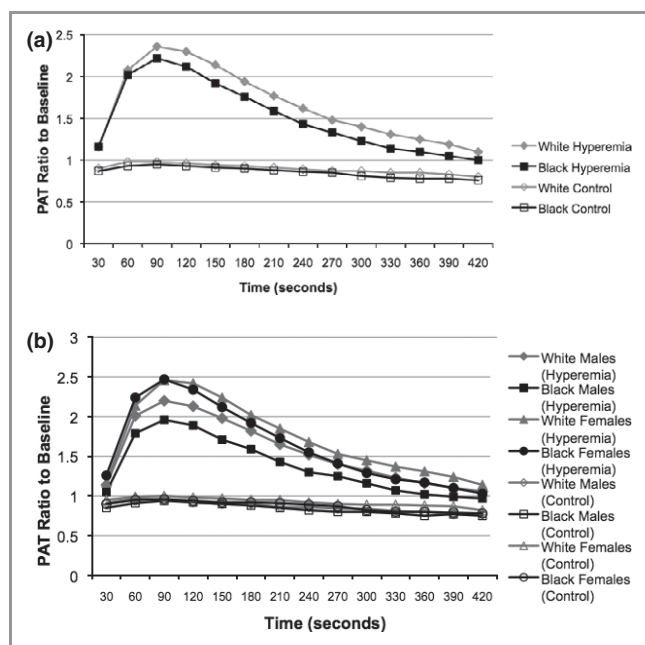 (a)
2.5
2
1.5
1
0.5
0
PAT Ratio to Baseline
30 60 90 120 150 180 210 240 270 300 330 360 390 420
Time (seconds)
White Hyperemia
Black Hyperemia
White Control
Black Control
(b)
3
2.5
2
1.5
1
0.5
0
PAT Ratio to Baseline
30 60 90 120 150 180 210 240 270 300 330 360 390 420
Time (seconds)
White Males
(Hyperemia)
Black Males
(Hyperemia)
White Females
(Hyperemia)
Black Females
(Hyperemia)
White Males
(Control)
Black Males
(Control)
White Females
(Control)
Black Females
(Control)